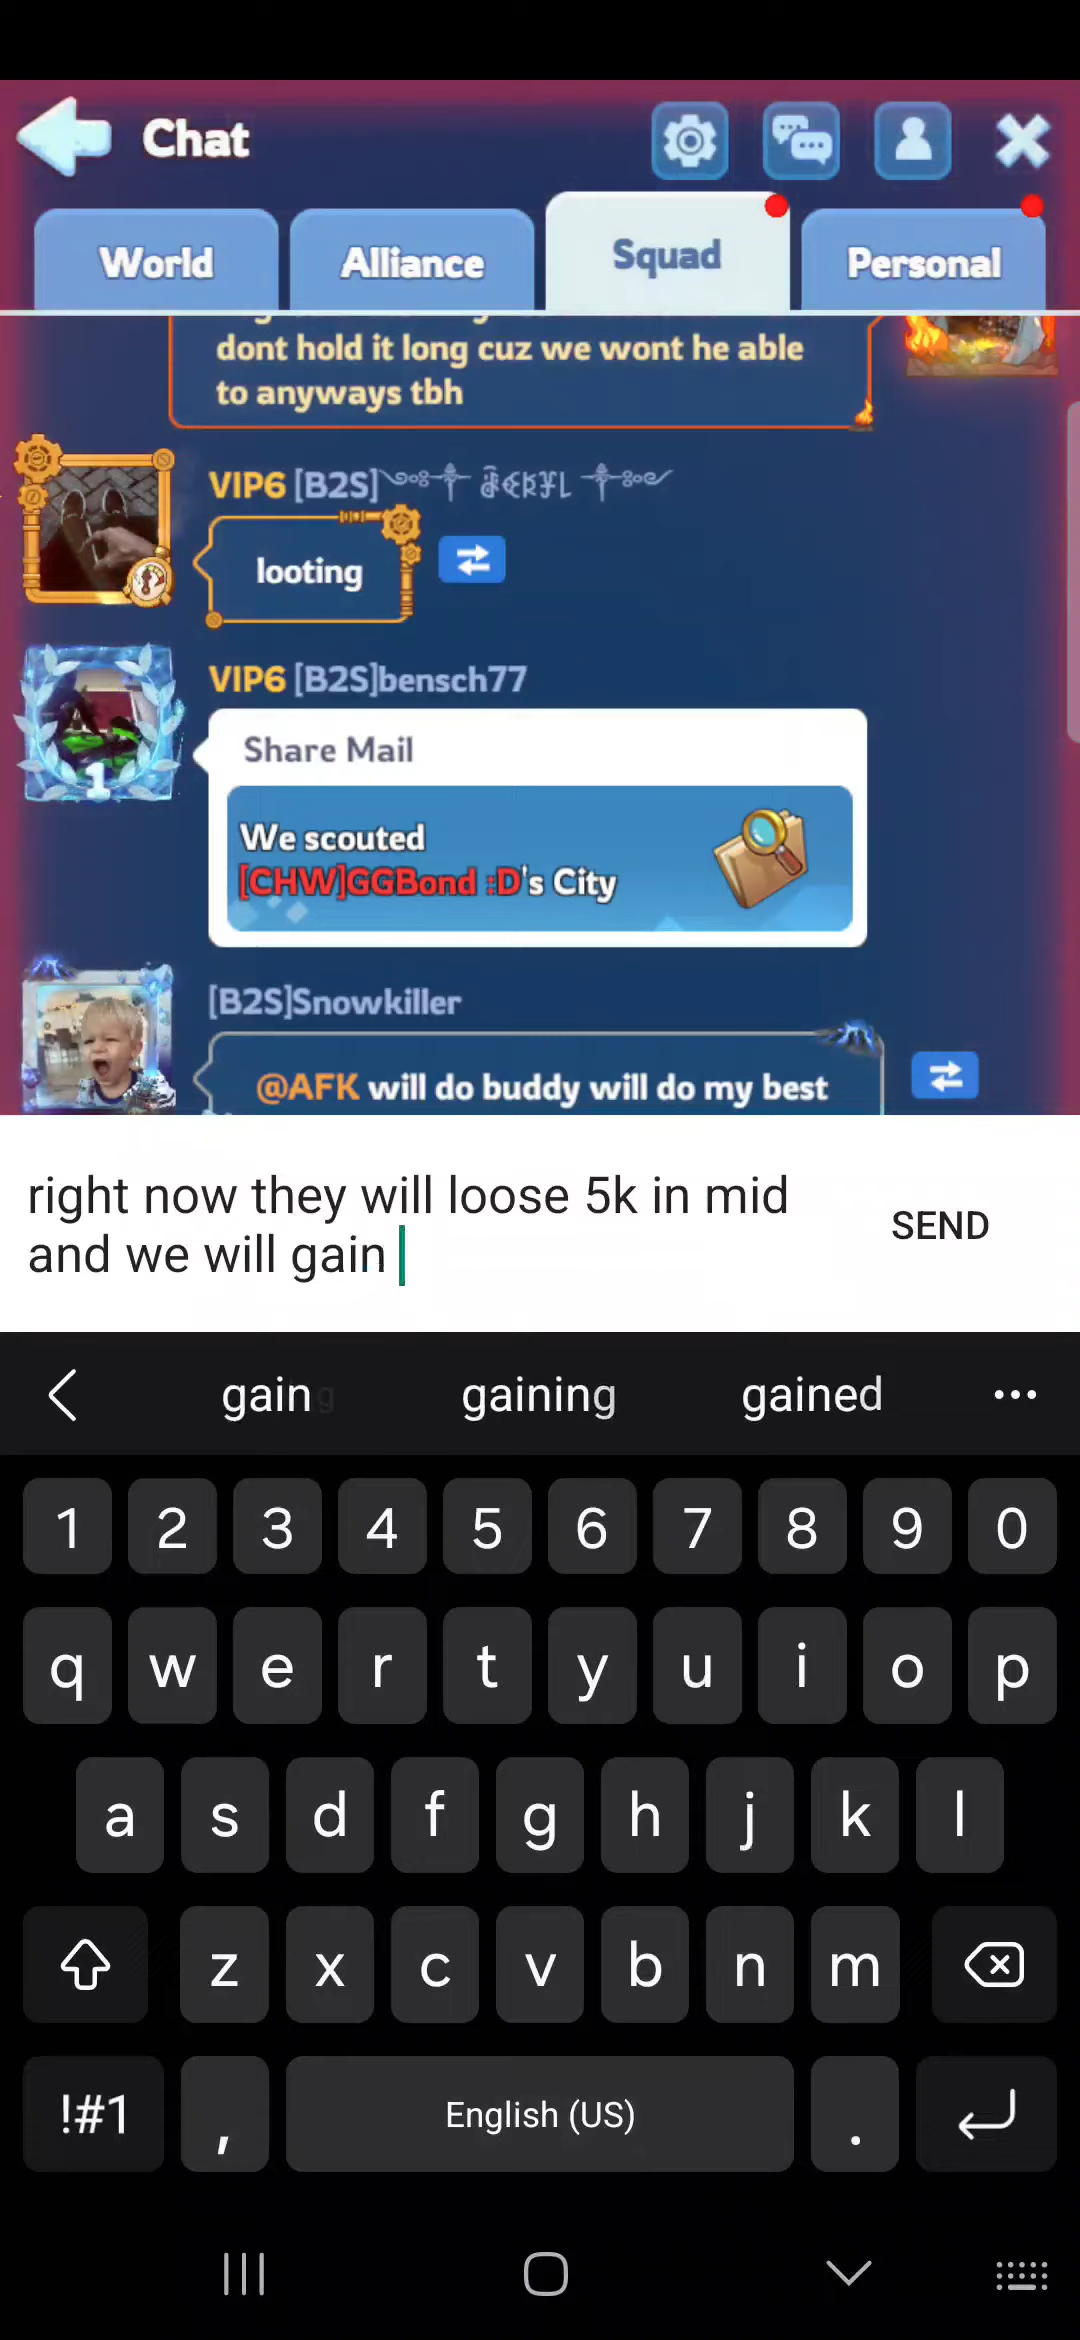 Chat
World
Alliance
Squad
Personal
dont hold it long cuz we wont he able
to anyways tbh
VIP6 [B2S]
looting
VIP6 [B2S]bensch77
Share Mail
We scouted
[CHW]GGBond :D's City
1
[B2S]Snowkiller
@AFK will do buddy will do my best
right now they will loose 5k in mid
and we will gain
SEND
gain
gaining
gained
1 2 3 4 5 6 7 8 9 0
q w e r t y u i o p
a s d f g h j k l
z x c v b n m
!#1 , English (US) .